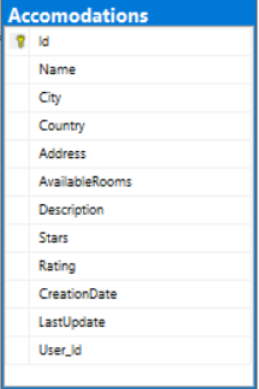 Accomodations
Id
Name
City
Country
Address
AvailableRooms
Description
Stars
Rating
CreationDate
LastUpdate
User_Id